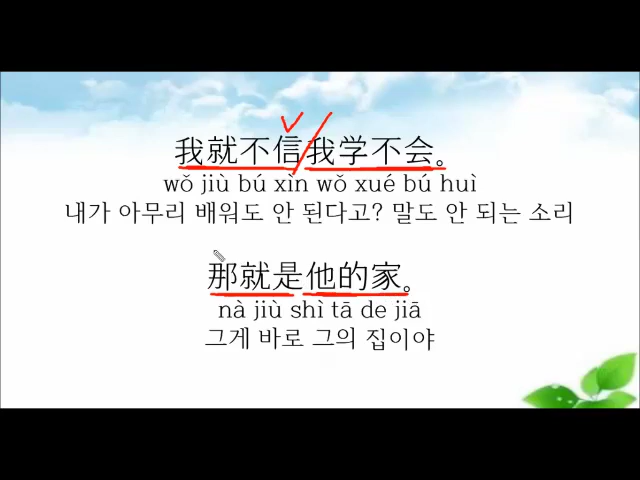 我就不信我学不会。
wǒ jiù bú xìn wǒ xué bú huì
내가 아무리 배워도 안 된다고? 말도 안 되는 소리
那就是他的家。
nà jiù shì tā de jiā
그게 바로 그의 집이야